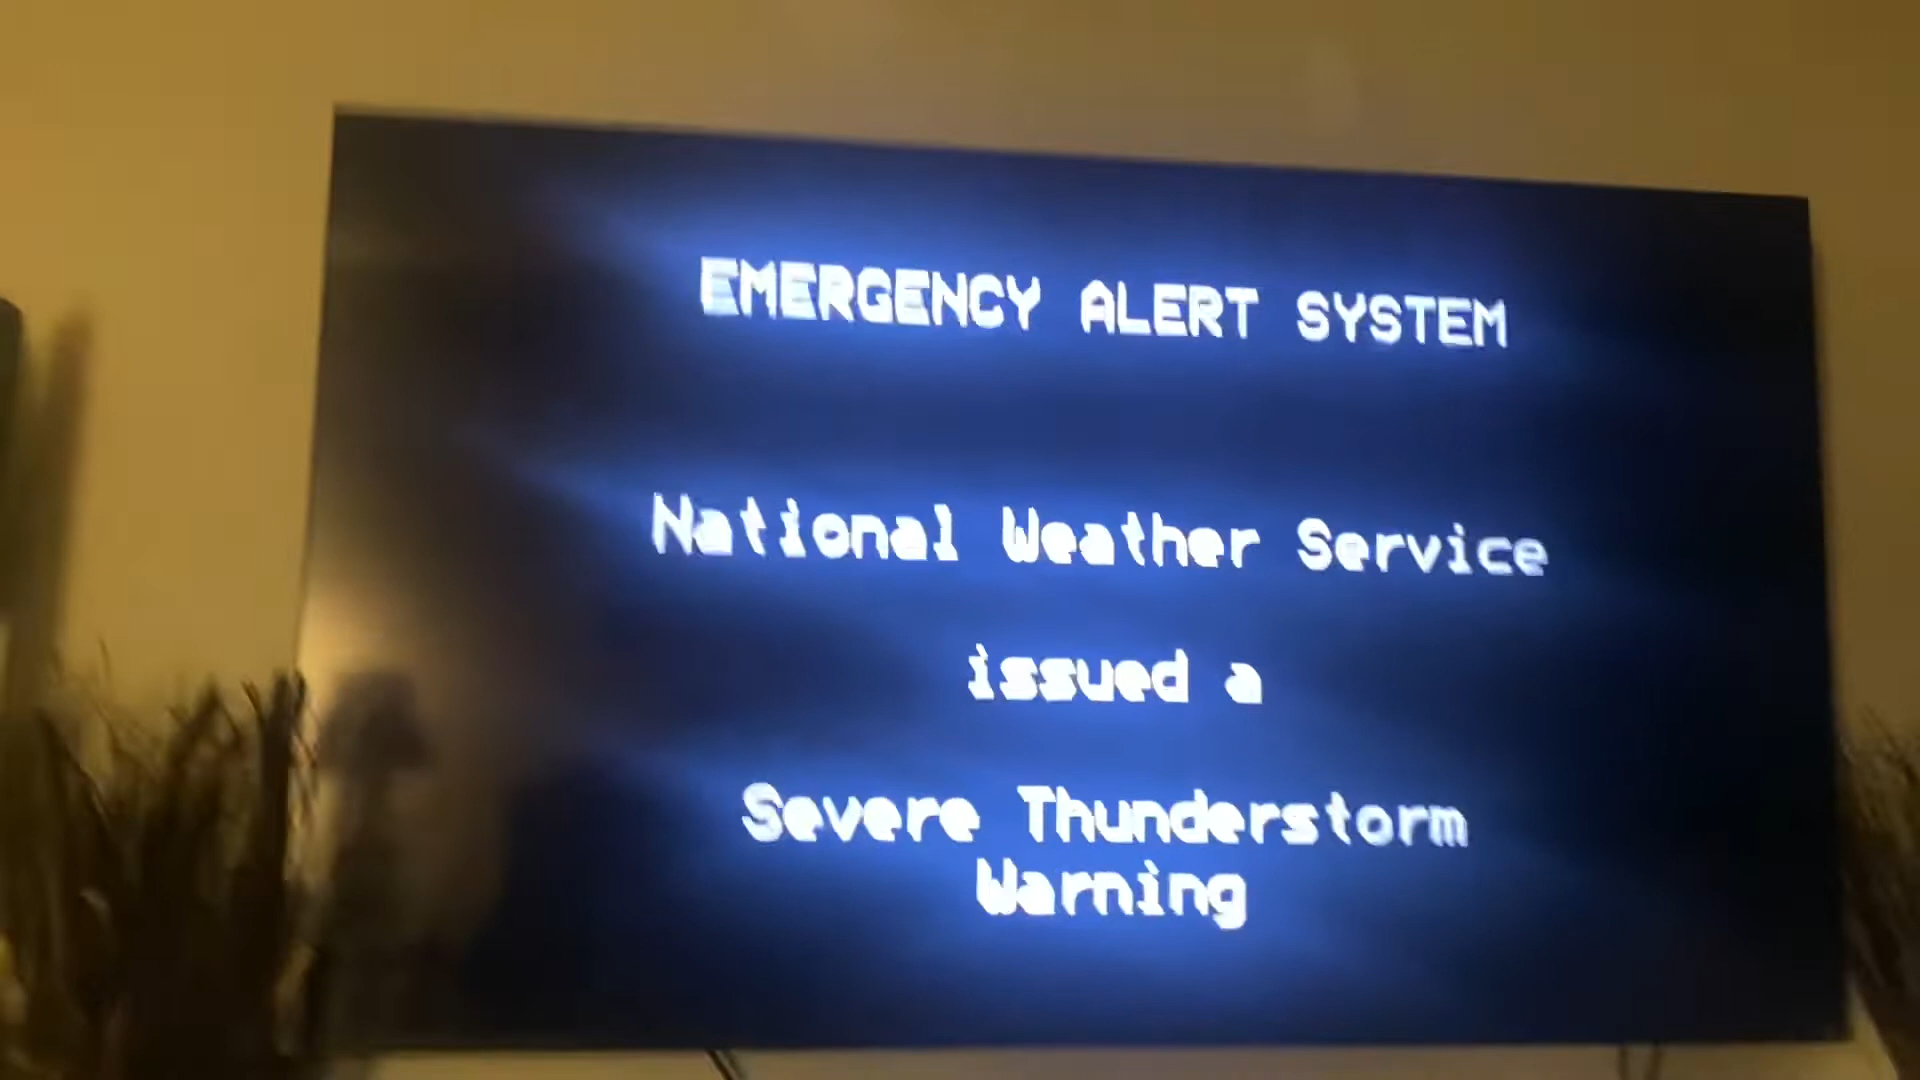 EMERGENCY ALERT SYSTEM
National Weather Service
issued a
Severe Thunderstorm
Warning